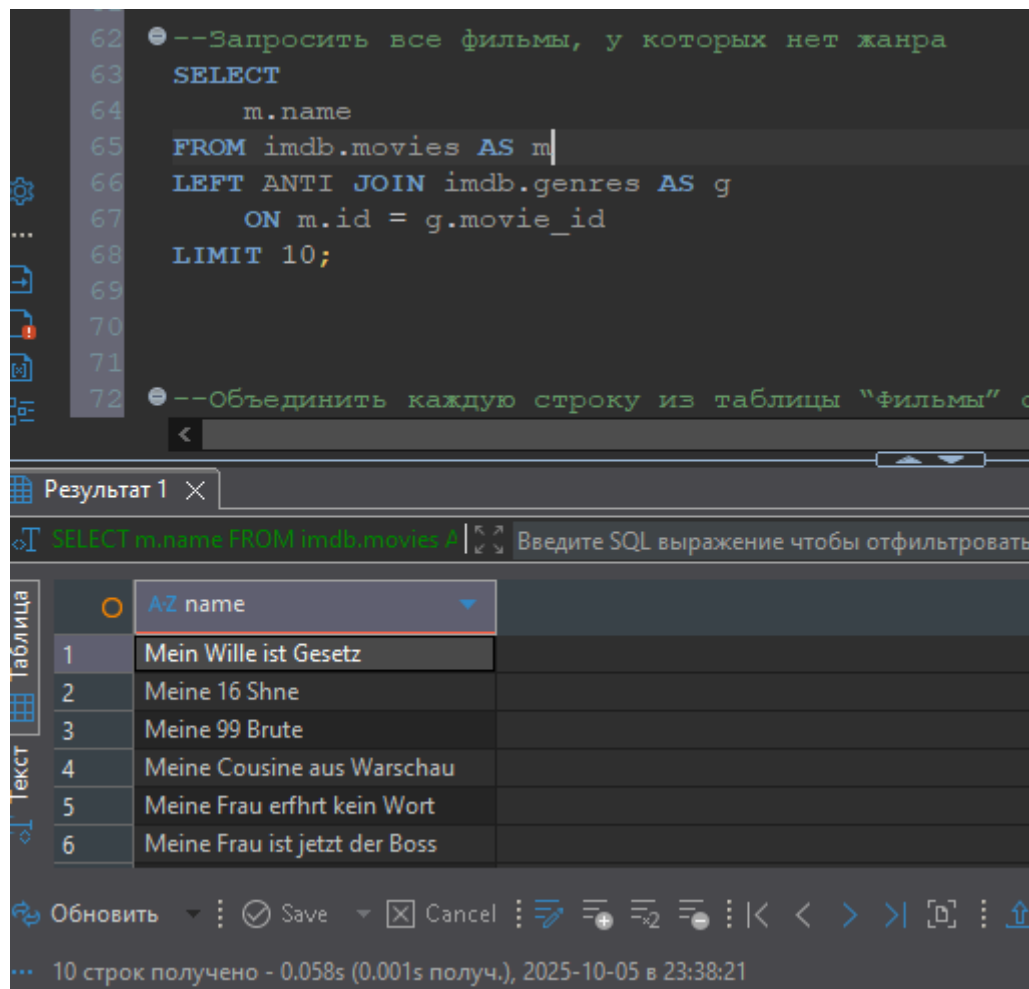 62 --Запросить все фильмы, у которых нет жанра
63 SELECT
64 m.name
65 FROM imdb.movies AS m
66 LEFT ANTI JOIN imdb.genres AS g
67 ON m.id = g.movie_id
68 LIMIT 10;
69
70
71
72 --Объединить каждую строку из таблицы “Фильмы” с
Результат 1
SELECT m.name FROM imdb.movies A Введите SQL выражение чтобы отфильтровать
Таблица
Текст
A-Z name
1 Mein Wille ist Gesetz
2 Meine 16 Shne
3 Meine 99 Brute
4 Meine Cousine aus Warschau
5 Meine Frau erfhrt kein Wort
6 Meine Frau ist jetzt der Boss
Обновить Save Cancel
10 строк получено - 0.058s (0.001s получ.), 2025-10-05 в 23:38:21